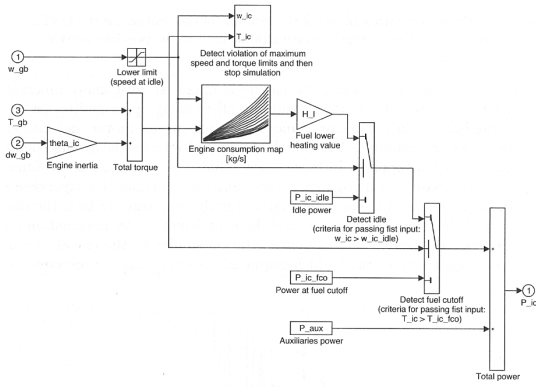 w_ic
T_ic
1
w_gb
Lower limit
(speed at idle)
Detect violation of maximum
speed and torque limits and then
stop simulation
3
T_gb
2
dw_gb
theta_ic
Engine inertia
+
+
Total torque
Engine consumption map
[kg/s]
H_l
Fuel lower
heating value
P_ic_idle
Idle power
Detect idle
(criteria for passing fist input:
w_ic > w_ic_idle)
P_ic_fco
Power at fuel cutoff
Detect fuel cutoff
(criteria for passing fist input:
T_ic > T_ic_fco)
P_aux
Auxiliaries power
+
+
Total power
1
P_ic